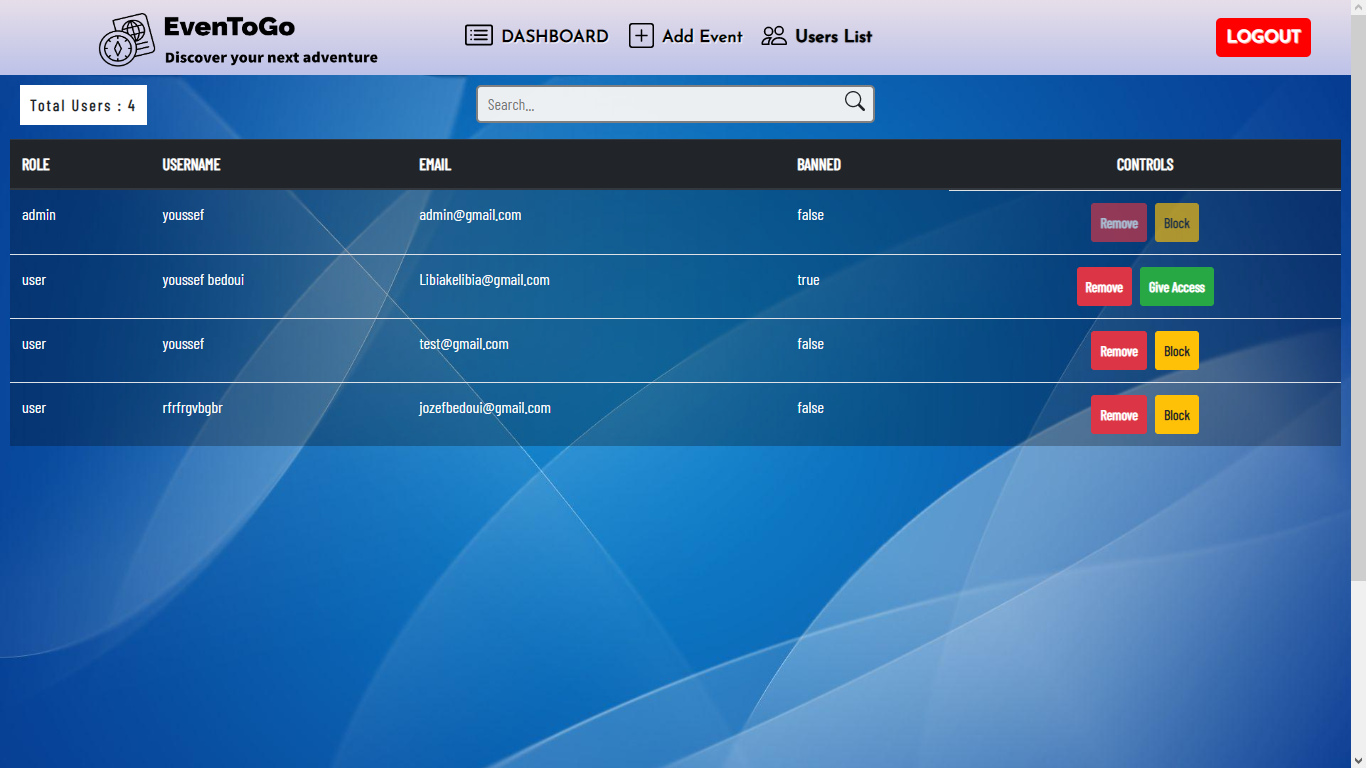 EvenToGo
Discover your next adventure
DASHBOARD Add Event Users List
LOGOUT
Total Users : 4
Search...
ROLE USERNAME EMAIL BANNED CONTROLS
admin youssef admin@gmail.com false Remove Block
user youssef bedoui Libiakelibia@gmail.com true Remove Give Access
user youssef test@gmail.com false Remove Block
user rfrfrgvbgbr jozefbedoui@gmail.com false Remove Block